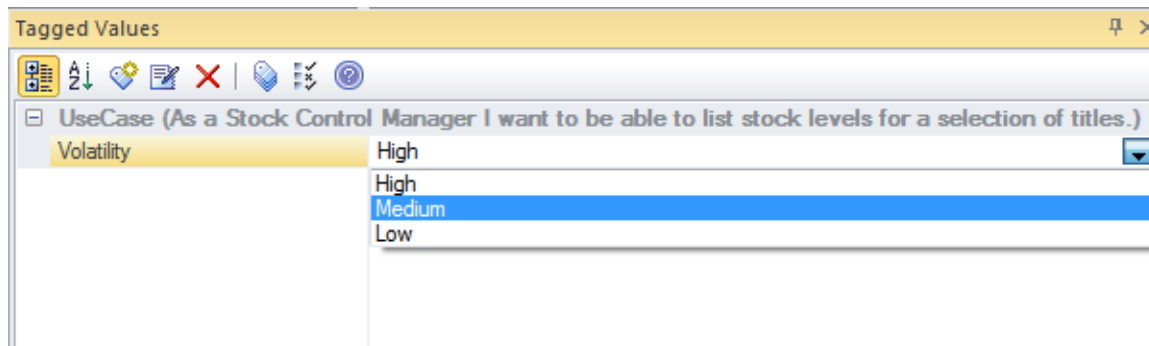 Tagged Values
UseCase (As a Stock Control Manager I want to be able to list stock levels for a selection of titles.)
Volatility High
High
Medium
Low